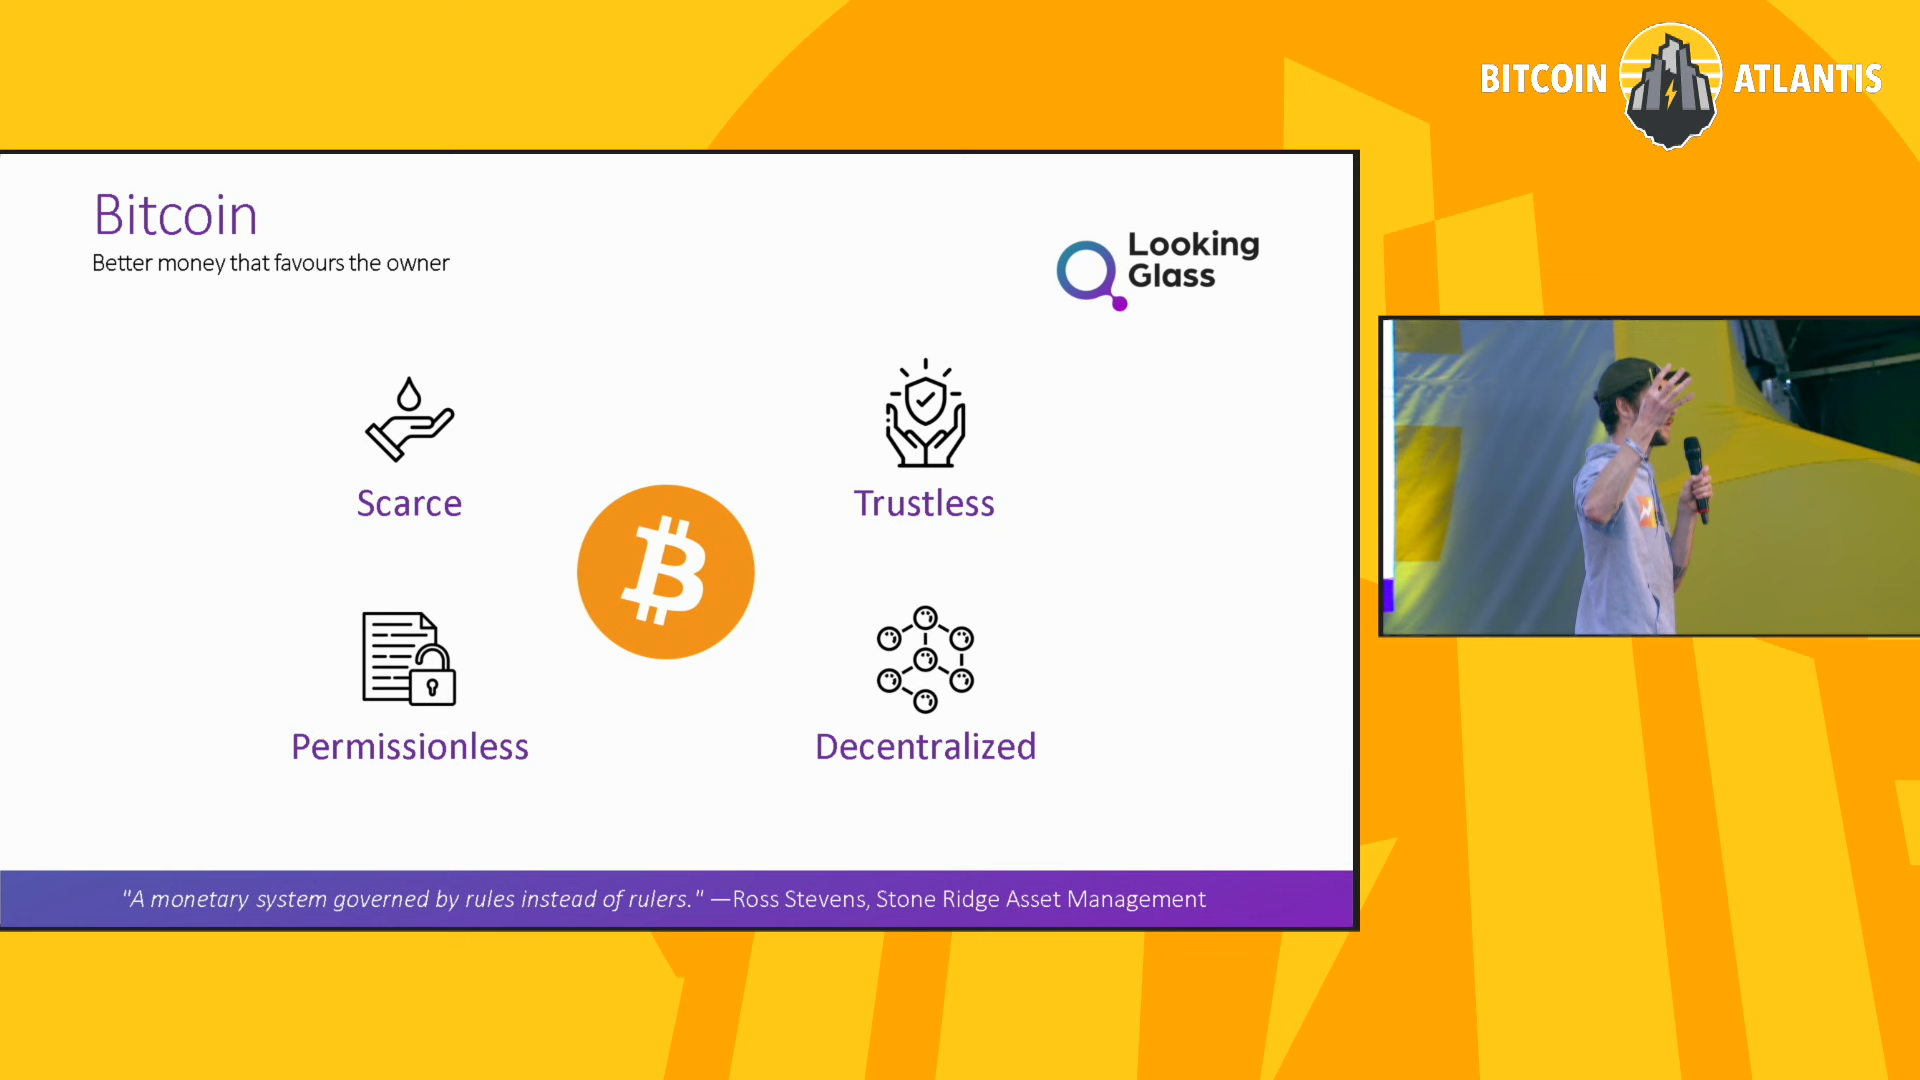 BITCOIN ATLANTIS
Bitcoin
Better money that favours the owner
Looking
Glass
Scarce
Trustless
Permissionless
Decentralized
"A monetary system governed by rules instead of rulers." —Ross Stevens, Stone Ridge Asset Management